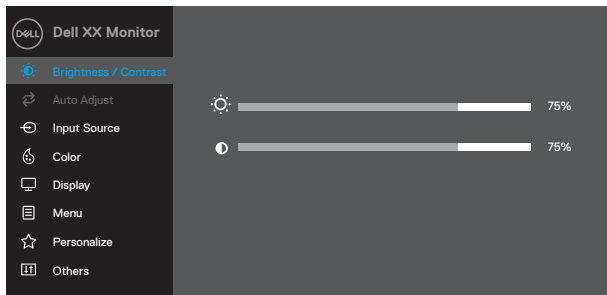 DELL Dell XX Monitor
Brightness / Contrast
Auto Adjust
Input Source
Color
Display
Menu
Personalize
Others
75%
75%